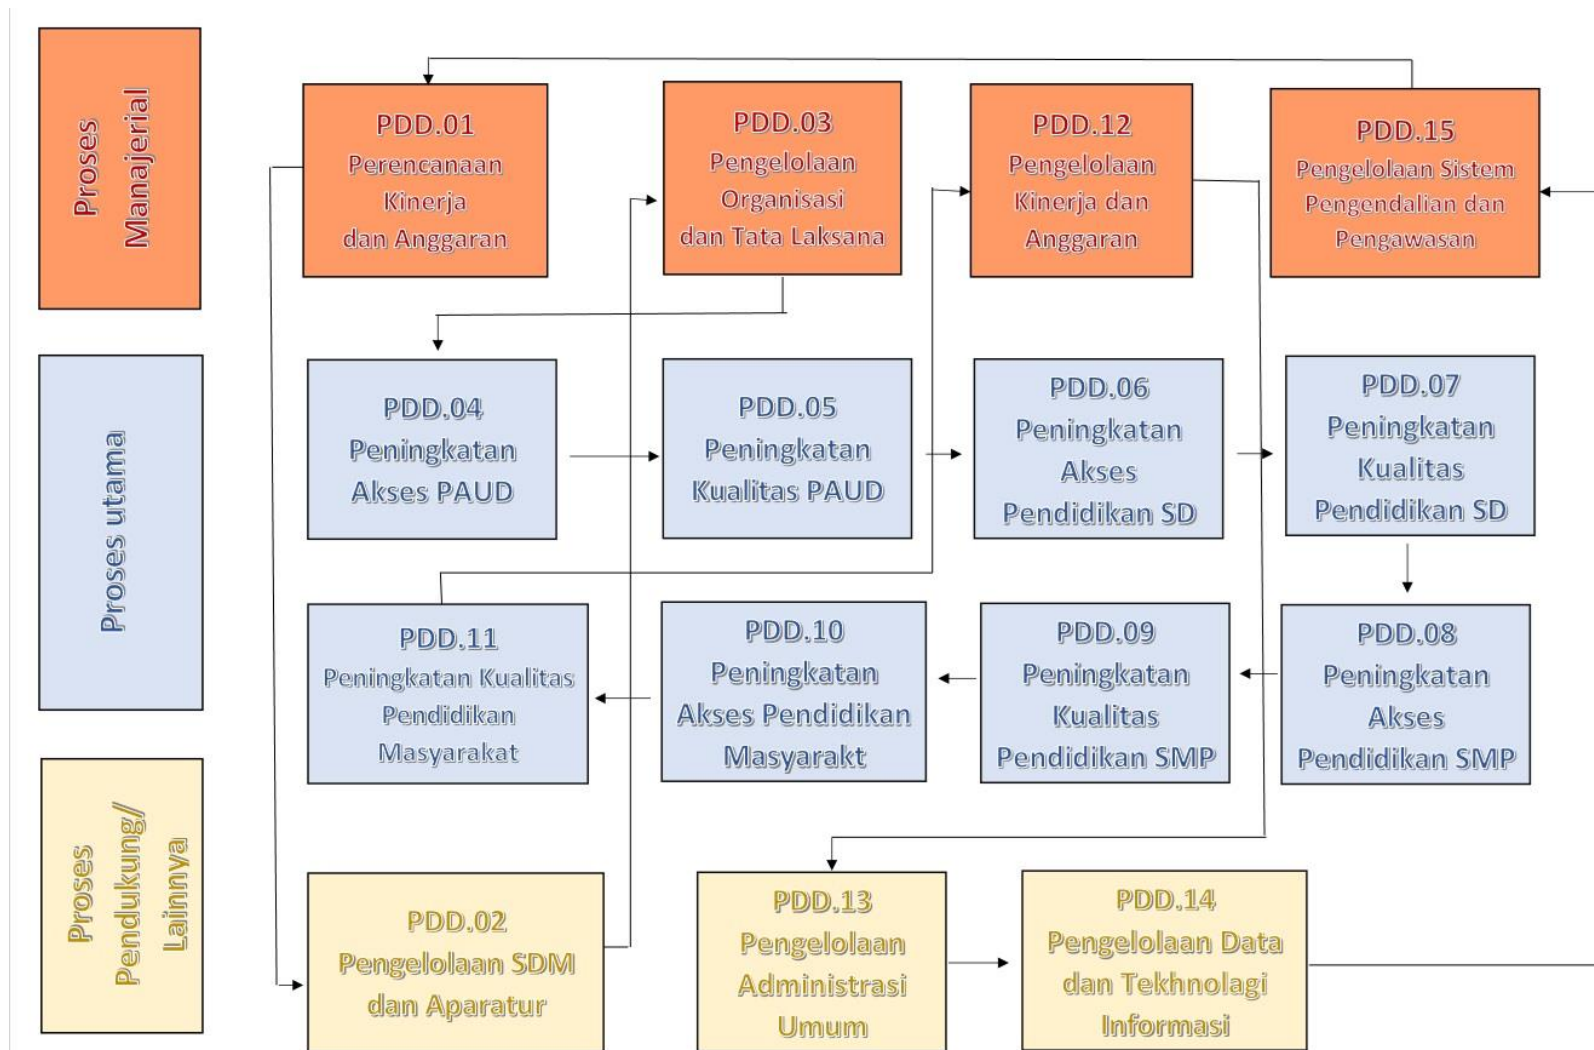 Proses
Manajerial
PDD.01
Perencanaan
Kinerja
dan Anggaran
PDD.03
Pengelolaan
Organisasi
dan Tata Laksana
PDD.12
Pengelolaan
Kinerja dan
Anggaran
PDD.15
Pengelolaan Sistem
Pengendalian dan
Pengawasan
Proses utama
PDD.04
Peningkatan
Akses PAUD
PDD.05
Peningkatan
Kualitas PAUD
PDD.06
Peningkatan
Akses
Pendidikan SD
PDD.07
Peningkatan
Kualitas
Pendidikan SD
PDD.11
Peningkatan Kualitas
Pendidikan
Masyarakat
PDD.10
Peningkatan
Akses Pendidikan
Masyarakt
PDD.09
Peningkatan
Kualitas
Pendidikan SMP
PDD.08
Peningkatan
Akses
Pendidikan SMP
Proses
Pendukung/
Lainnya
PDD.02
Pengelolaan SDM
dan Aparatur
PDD.13
Pengelolaan
Administrasi
Umum
PDD.14
Pengelolaan Data
dan Tekhnolagi
Informasi